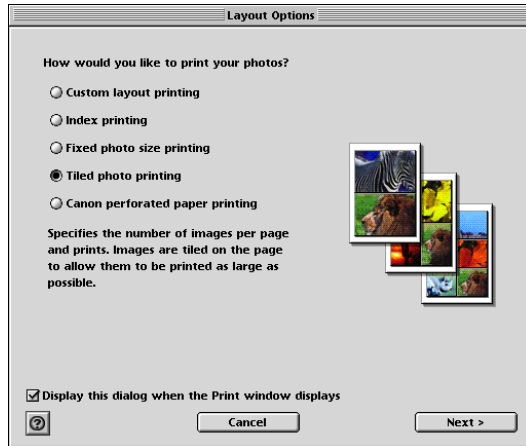 Layout Options
How would you like to print your photos?
Custom layout printing
Index printing
Fixed photo size printing
Tiled photo printing
Canon perforated paper printing
Specifies the number of images per page
and prints. Images are tiled on the page
to allow them to be printed as large as
possible.
Display this dialog when the Print window displays
?
Cancel
Next >